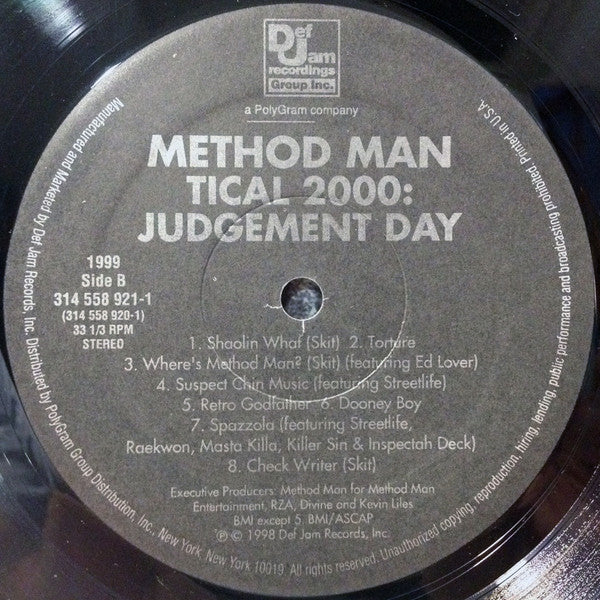 Def
Jam
recordings
Group Inc.
a PolyGram company
METHOD MAN
TICAL 2000:
JUDGEMENT DAY
1999
Side B
314 558 921-1
(314 558 920-1)
33 1/3 RPM
STEREO
1. Shaolin What (Skit) 2. Torture
3. Where's Method Man? (Skit) (featuring Ed Lover)
4. Suspect Chin Music (featuring Streetlife)
5. Retro Godfather 6. Dooney Boy
7. Spazzola (featuring Streetlife,
Raekwon, Masta Killa, Killer Sin & Inspectah Deck)
8. Check Writer (Skit)
Executive Producers: Method Man for Method Man
Entertainment, RZA, Divine and Kevin Liles
BMI except 5. BMI/ASCAP
℗ © 1998 Def Jam Records, Inc.
Manufactured and Marketed by Def Jam Records, Inc. Distributed by PolyGram Group Distribution, Inc., New York, New York 10019. All rights reserved. Unauthorized copying, reproduction, hiring, lending, public performance and broadcasting prohibited. Printed in U.S.A.